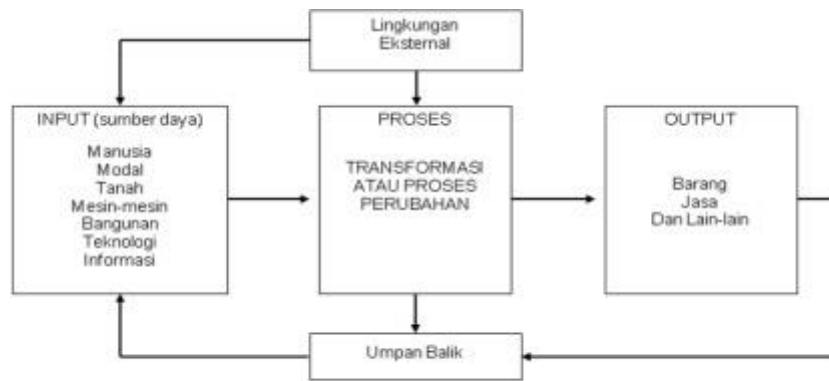 Lingkungan
Eksternal
INPUT (sumber daya)
Manusia
Modal
Tanah
Mesin-mesin
Bangunan
Teknologi
Informasi
PROSES
TRANSFORMASI
ATAU PROSES
PERUBAHAN
OUTPUT
Barang
Jasa
Dan Lain-lain
Umpan Balik